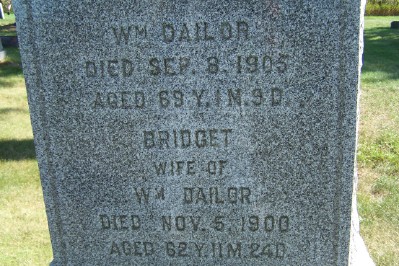 WM DAILOR
DIED SEP. 8. 1905
AGED 69 Y. 1 M. 9 D.
BRIDGET
WIFE OF
WM DAILOR
DIED NOV. 5, 1900
AGED 62 Y. 11 M. 24 D